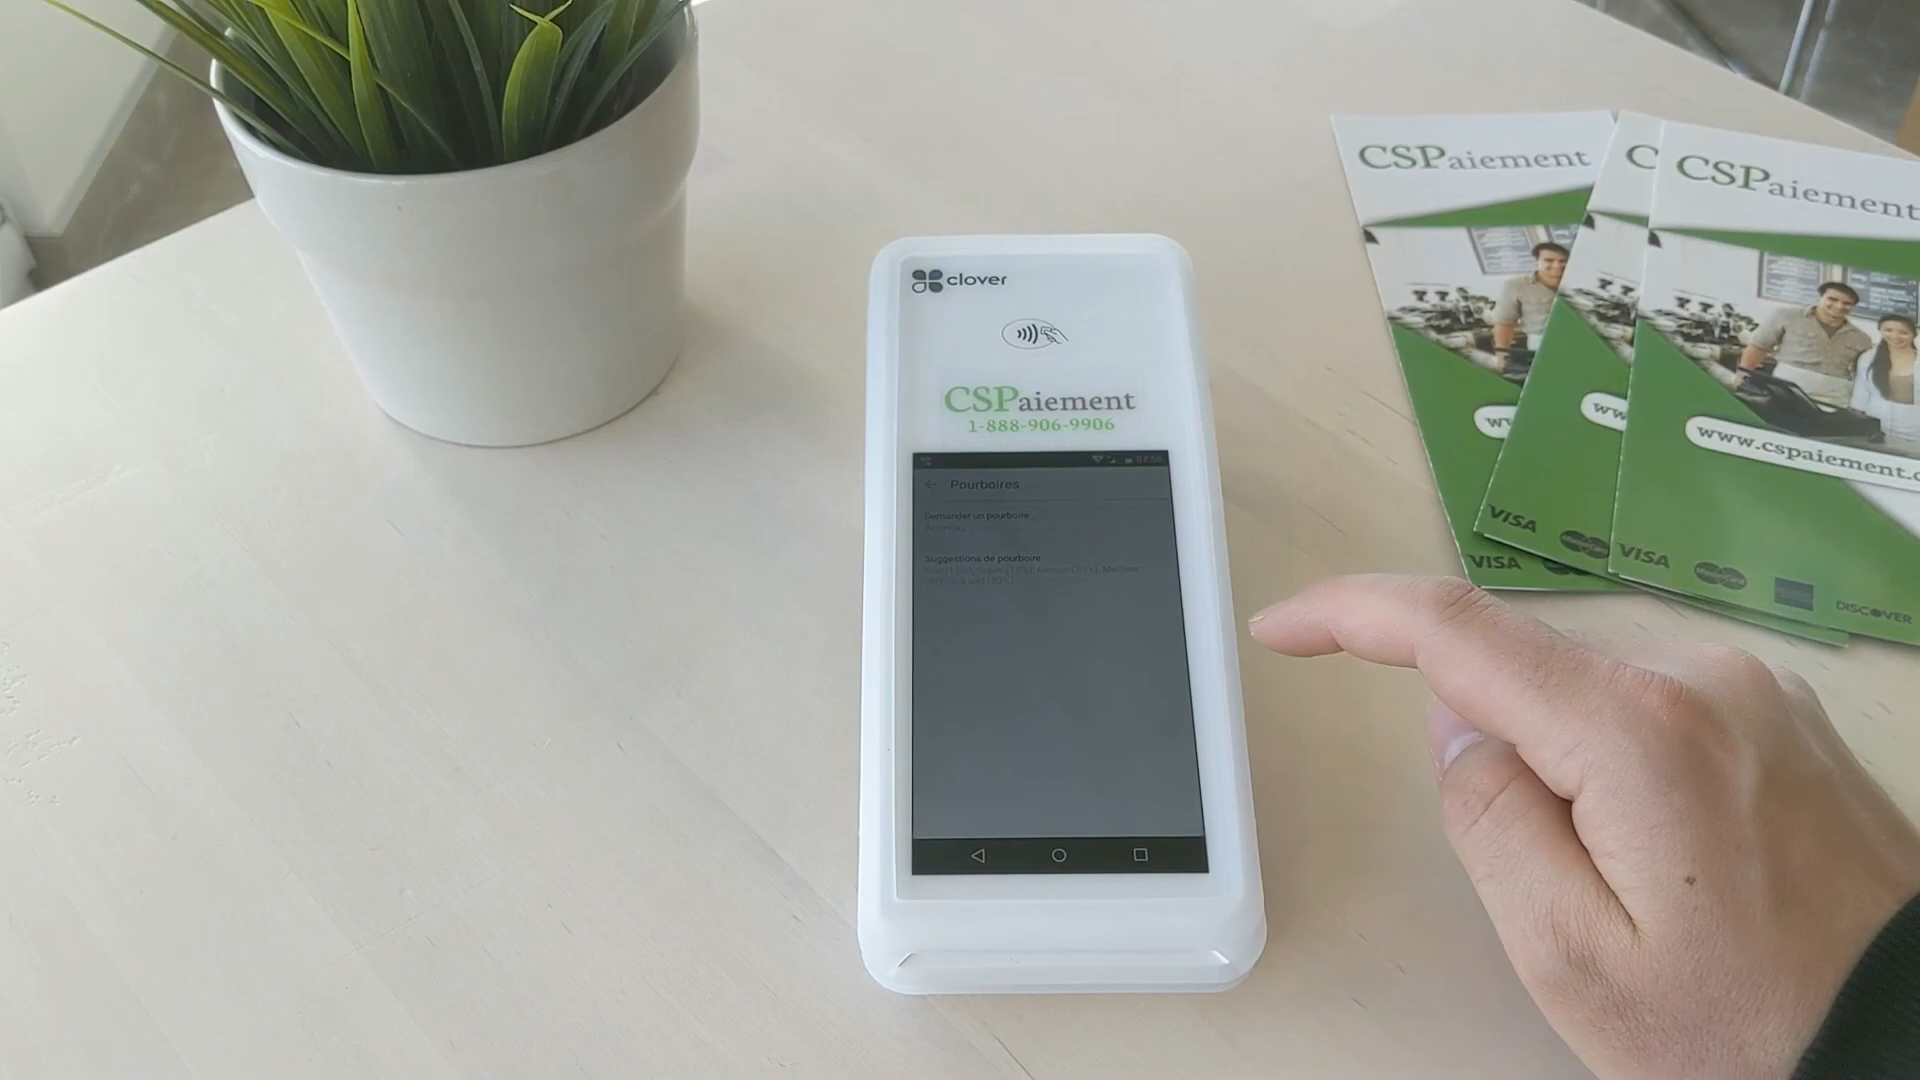 clover
CSPaiement
1-888-906-9906
Pourboires
Demander un pourboire
Suggestions de pourboire
CSPaiement
VISA
C
VISA
CSPaiement
www.cspaiement.c
VISA
MasterCard
DISCOVER